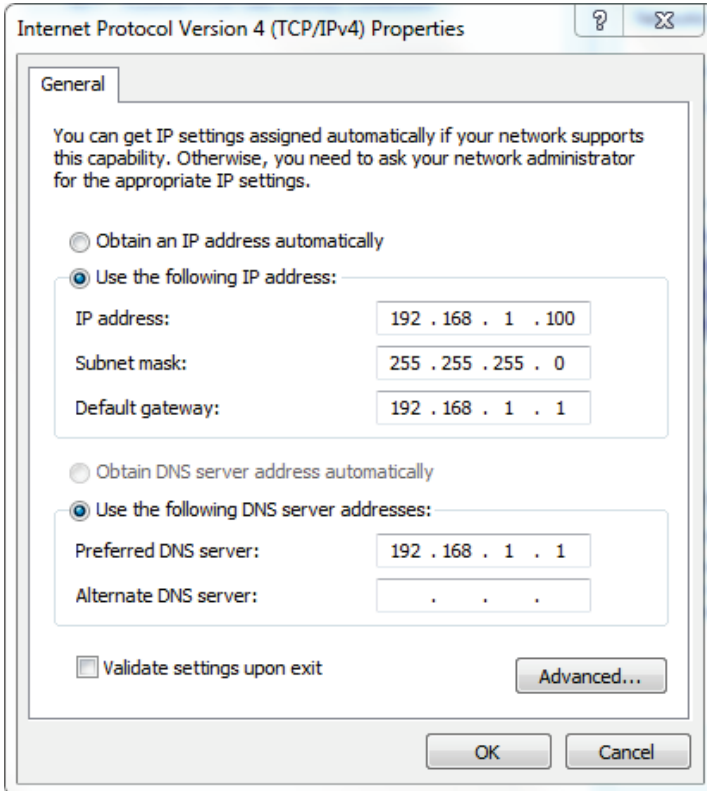 Internet Protocol Version 4 (TCP/IPv4) Properties
?
General
You can get IP settings assigned automatically if your network supports
this capability. Otherwise, you need to ask your network administrator
for the appropriate IP settings.
Obtain an IP address automatically
Use the following IP address:
IP address: 192 . 168 . 1 . 100
Subnet mask: 255 . 255 . 255 . 0
Default gateway: 192 . 168 . 1 . 1
Obtain DNS server address automatically
Use the following DNS server addresses:
Preferred DNS server: 192 . 168 . 1 . 1
Alternate DNS server: . . .
Validate settings upon exit
Advanced...
OK Cancel